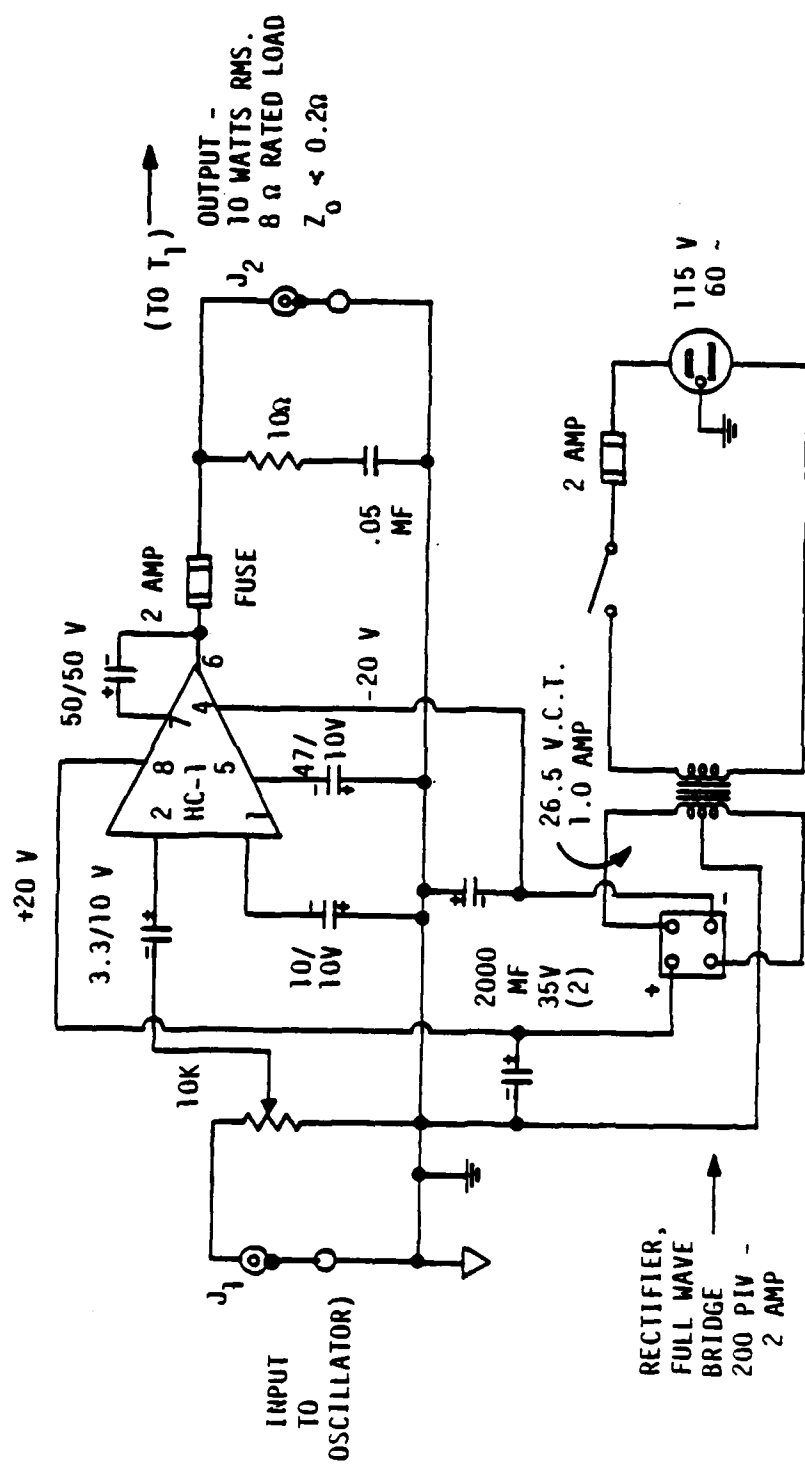 J1
INPUT
TO
OSCILLATOR)
10K
3.3/10 V
+20 V
2
8
HC-1
5
1
7
6
4
50/50 V
+ -
2 AMP
FUSE
10/
10V
47/
10V
-20 V
10Ω
.05
MF
J2
(TO T1)
OUTPUT -
10 WATTS RMS.
8 Ω RATED LOAD
Zo < 0.2Ω
2000
MF
35V
(2)
+
-
26.5 V.C.T.
1.0 AMP
2 AMP
115 V
60 ~
RECTIFIER,
FULL WAVE
BRIDGE
200 PIV -
2 AMP